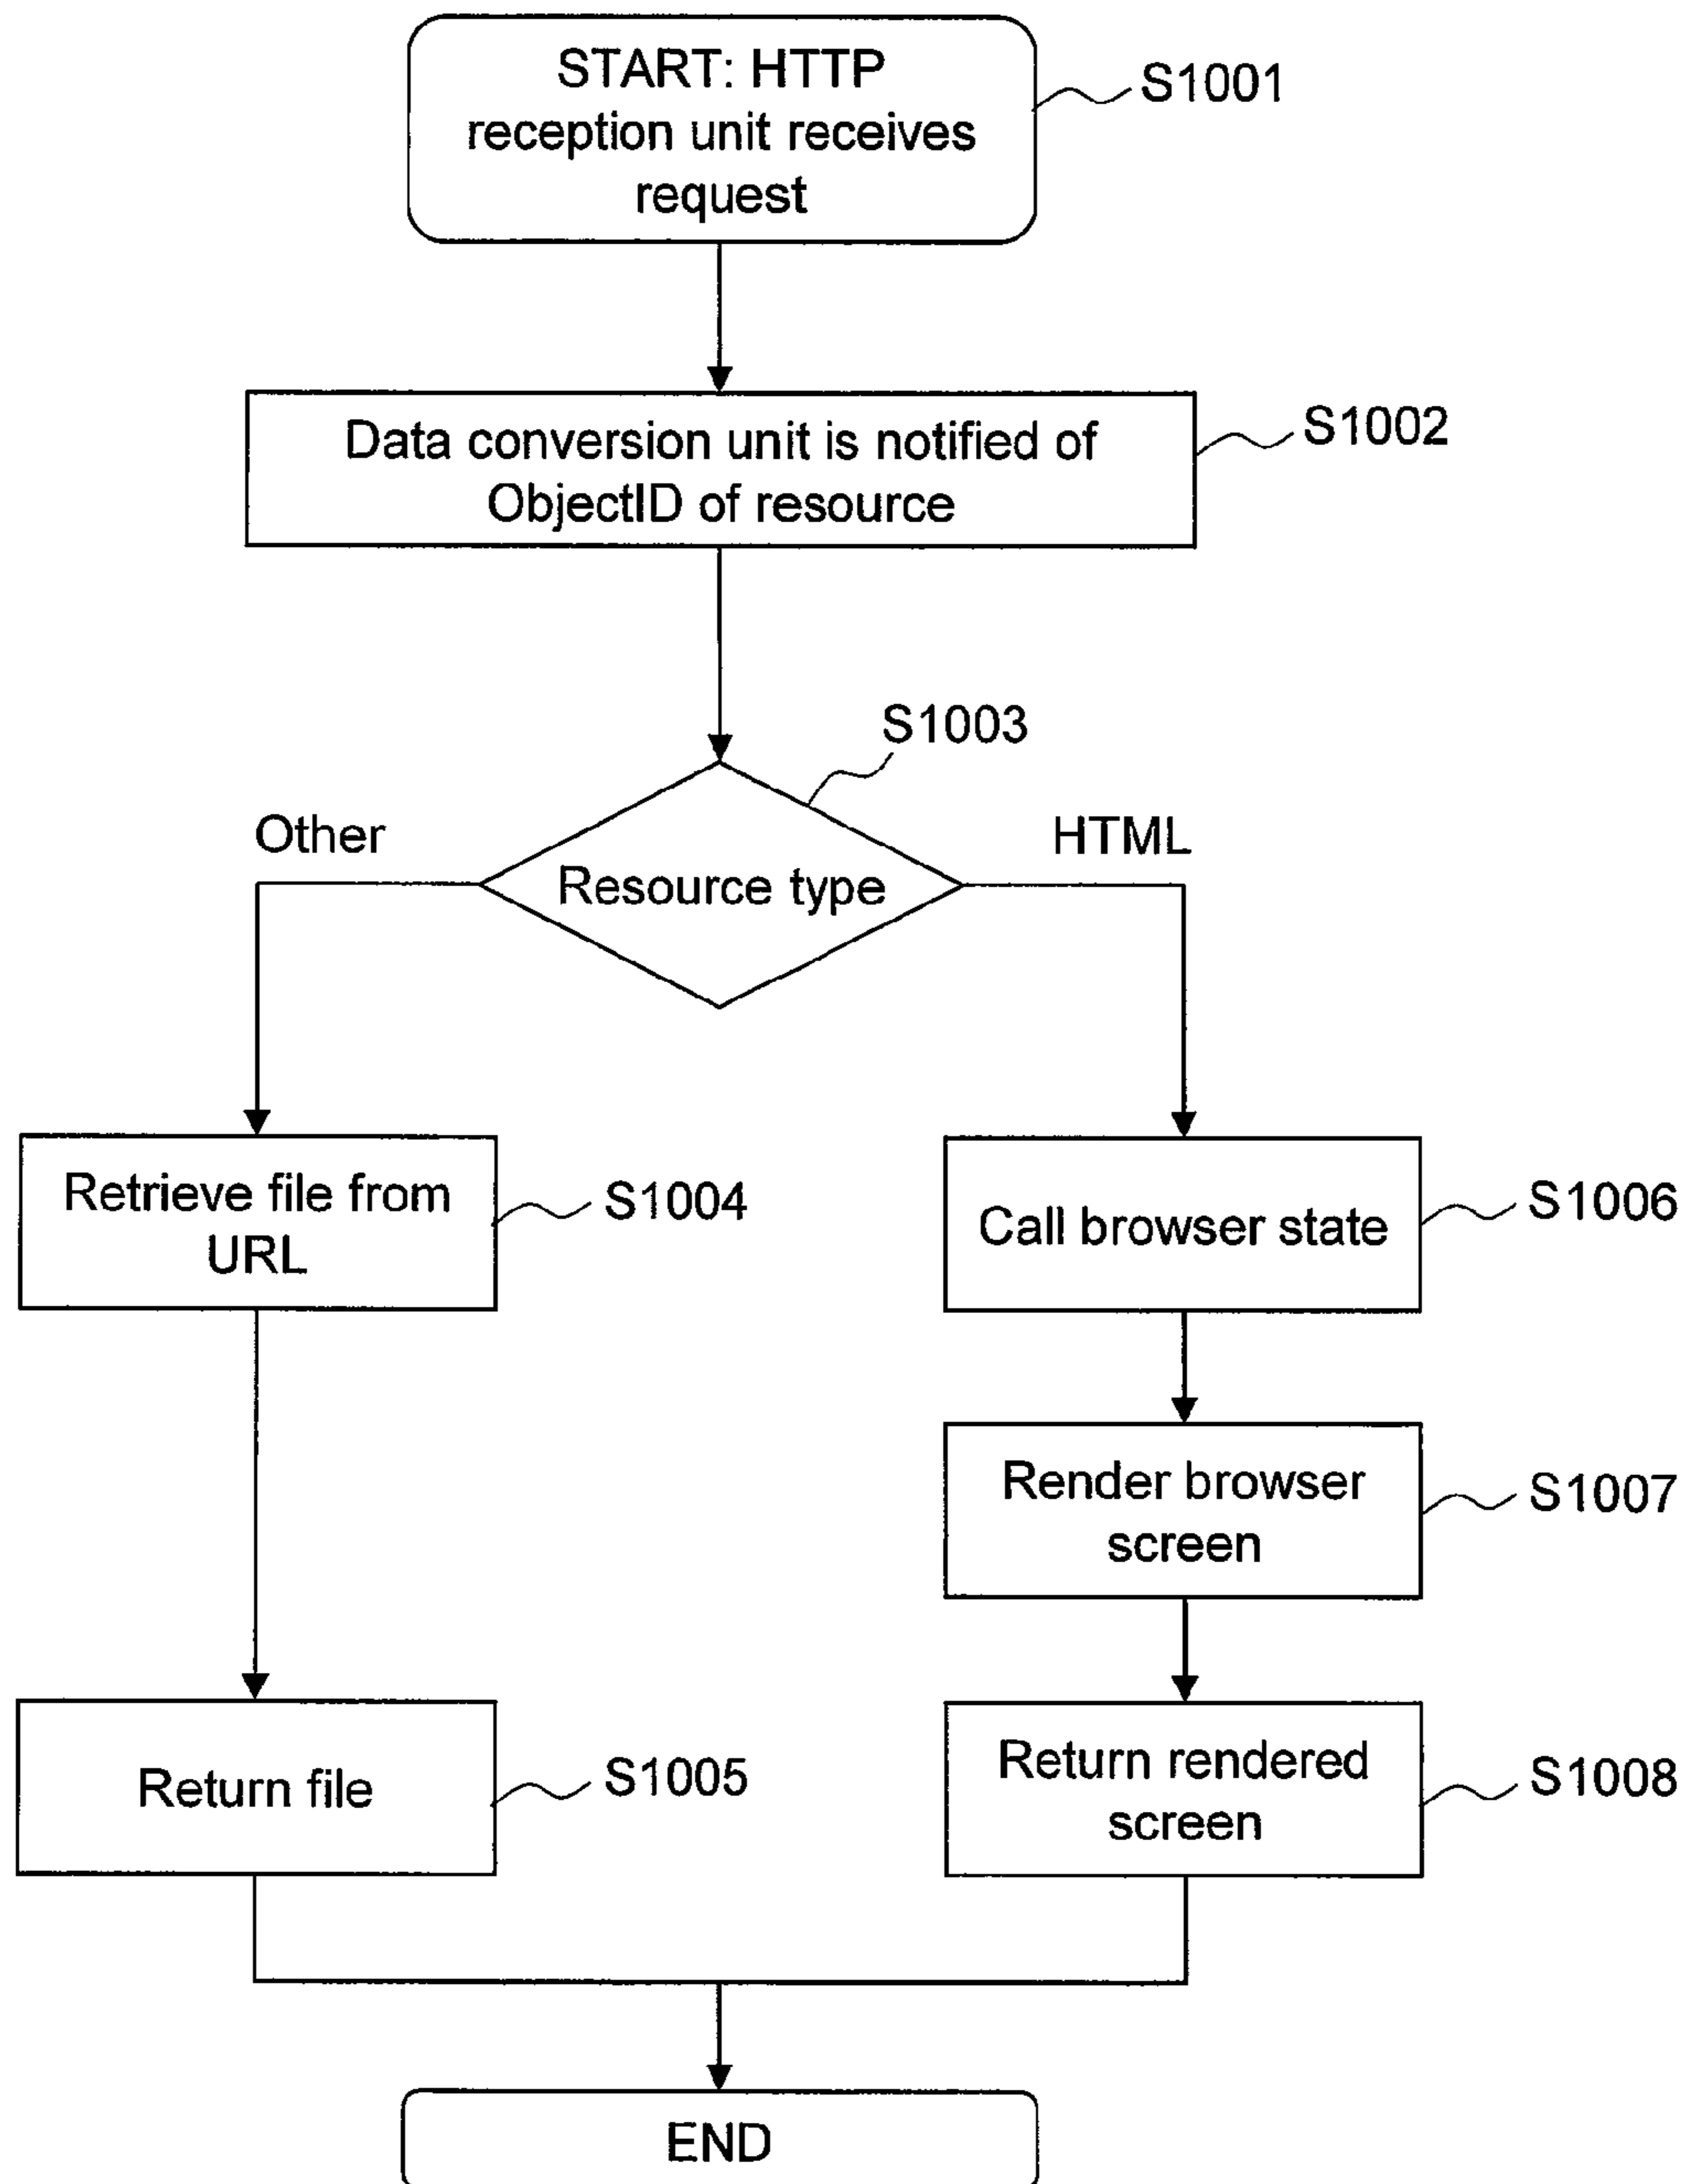 START: HTTP
reception unit receives
request
S1001
Data conversion unit is notified of
ObjectID of resource
S1002
S1003
Other
HTML
Resource type
Retrieve file from
URL
S1004
Call browser state
S1006
Render browser
screen
S1007
Return file
S1005
Return rendered
screen
S1008
END